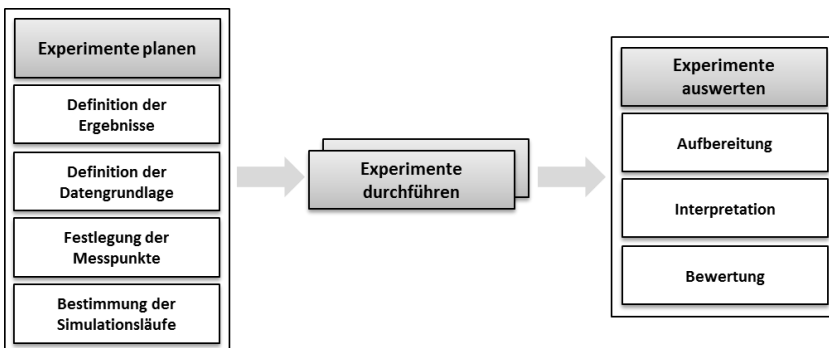 Experimente planen
Definition der
Ergebnisse
Definition der
Datengrundlage
Festlegung der
Messpunkte
Bestimmung der
Simulationsläufe
Experimente
durchführen
Experimente
auswerten
Aufbereitung
Interpretation
Bewertung